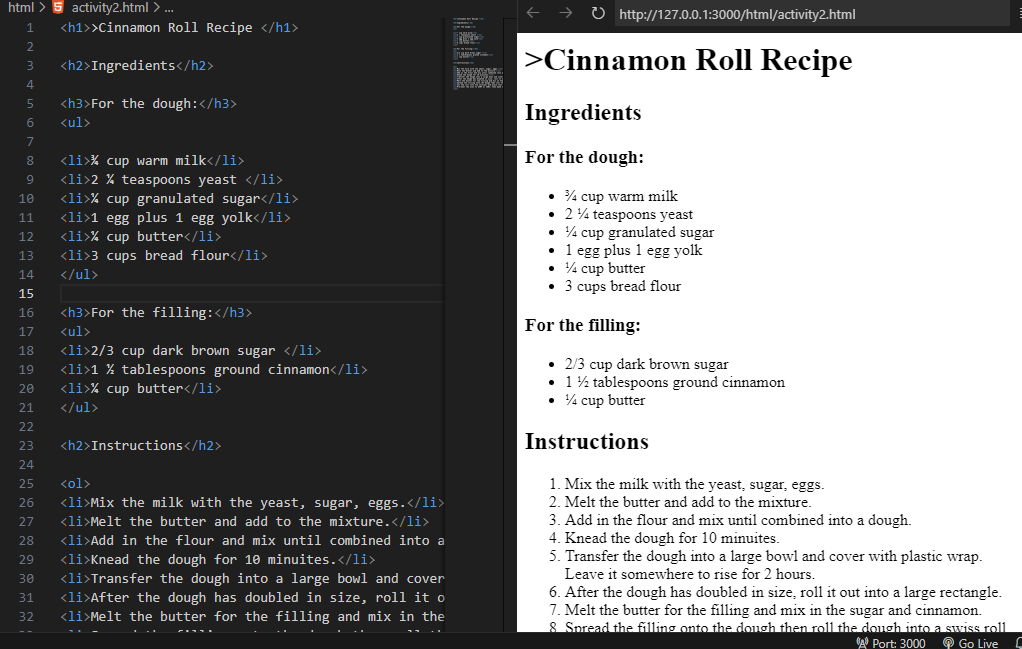 html > 5 activity2.html > ...
http://127.0.0.1:3000/html/activity2.html
1 <h1>>Cinnamon Roll Recipe </h1>
2
3 <h2>Ingredients</h2>
4
5 <h3>For the dough:</h3>
6 <ul>
7
8 <li>¾ cup warm milk</li>
9 <li>2 ¼ teaspoons yeast </li>
10 <li>¼ cup granulated sugar</li>
11 <li>1 egg plus 1 egg yolk</li>
12 <li>¼ cup butter</li>
13 <li>3 cups bread flour</li>
14 </ul>
15
16 <h3>For the filling:</h3>
17 <ul>
18 <li>2/3 cup dark brown sugar </li>
19 <li>1 ½ tablespoons ground cinnamon</li>
20 <li>¼ cup butter</li>
21 </ul>
22
23 <h2>Instructions</h2>
24
25 <ol>
26 <li>Mix the milk with the yeast, sugar, eggs.</li>
27 <li>Melt the butter and add to the mixture.</li>
28 <li>Add in the flour and mix until combined into a
29 <li>Knead the dough for 10 minuites.</li>
30 <li>Transfer the dough into a large bowl and cover
31 <li>After the dough has doubled in size, roll it o
32 <li>Melt the butter for the filling and mix in the
>Cinnamon Roll Recipe
Ingredients
For the dough:
• ¾ cup warm milk
• 2 ¼ teaspoons yeast
• ¼ cup granulated sugar
• 1 egg plus 1 egg yolk
• ¼ cup butter
• 3 cups bread flour
For the filling:
• 2/3 cup dark brown sugar
• 1 ½ tablespoons ground cinnamon
• ¼ cup butter
Instructions
1. Mix the milk with the yeast, sugar, eggs.
2. Melt the butter and add to the mixture.
3. Add in the flour and mix until combined into a dough.
4. Knead the dough for 10 minuites.
5. Transfer the dough into a large bowl and cover with plastic wrap.
Leave it somewhere to rise for 2 hours.
6. After the dough has doubled in size, roll it out into a large rectangle.
7. Melt the butter for the filling and mix in the sugar and cinnamon.
8. Spread the filling onto the dough then roll the dough into a swiss roll
Port: 3000
Go Live